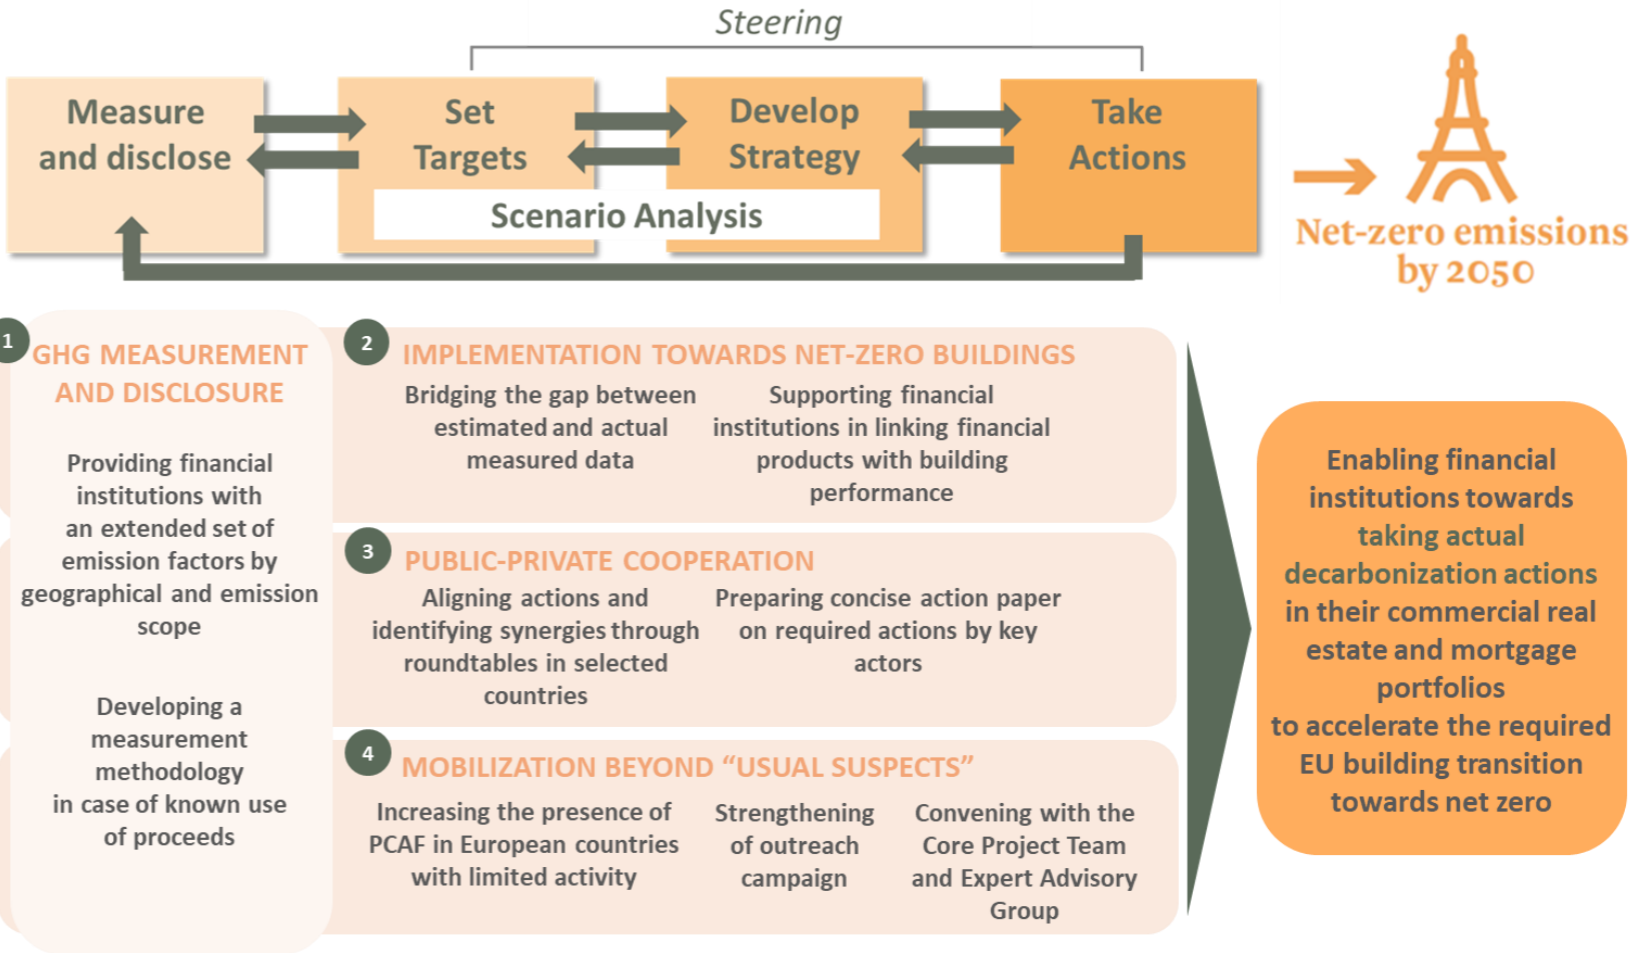 Steering
Measure
and disclose
Set
Targets
Develop
Strategy
Take
Actions
Scenario Analysis
Net-zero emissions
by 2050
1
GHG MEASUREMENT
AND DISCLOSURE
Providing financial
institutions with
an extended set of
emission factors by
geographical and emission
scope
Developing a
measurement
methodology
in case of known use
of proceeds
2
IMPLEMENTATION TOWARDS NET-ZERO BUILDINGS
Bridging the gap between
estimated and actual
measured data
Supporting financial
institutions in linking financial
products with building
performance
3
PUBLIC-PRIVATE COOPERATION
Aligning actions and
identifying synergies through
roundtables in selected
countries
Preparing concise action paper
on required actions by key
actors
4
MOBILIZATION BEYOND “USUAL SUSPECTS”
Increasing the presence of
PCAF in European countries
with limited activity
Strengthening
of outreach
campaign
Convening with the
Core Project Team
and Expert Advisory
Group
Enabling financial
institutions towards
taking actual
decarbonization actions
in their commercial real
estate and mortgage
portfolios
to accelerate the required
EU building transition
towards net zero